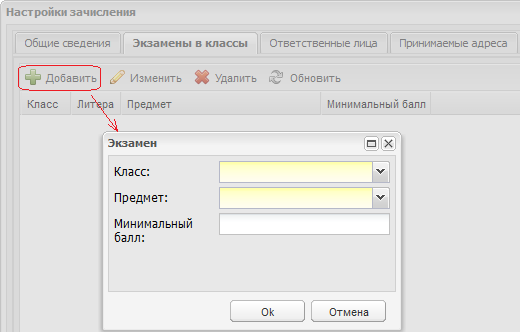 Настройки зачисления
Общие сведения Экзамены в классы Ответственные лица Принимаемые адреса
Добавить Изменить Удалить Обновить
Класс Литера Предмет Минимальный балл
Экзамен
Класс:
Предмет:
Минимальный
балл:
Ok Отмена